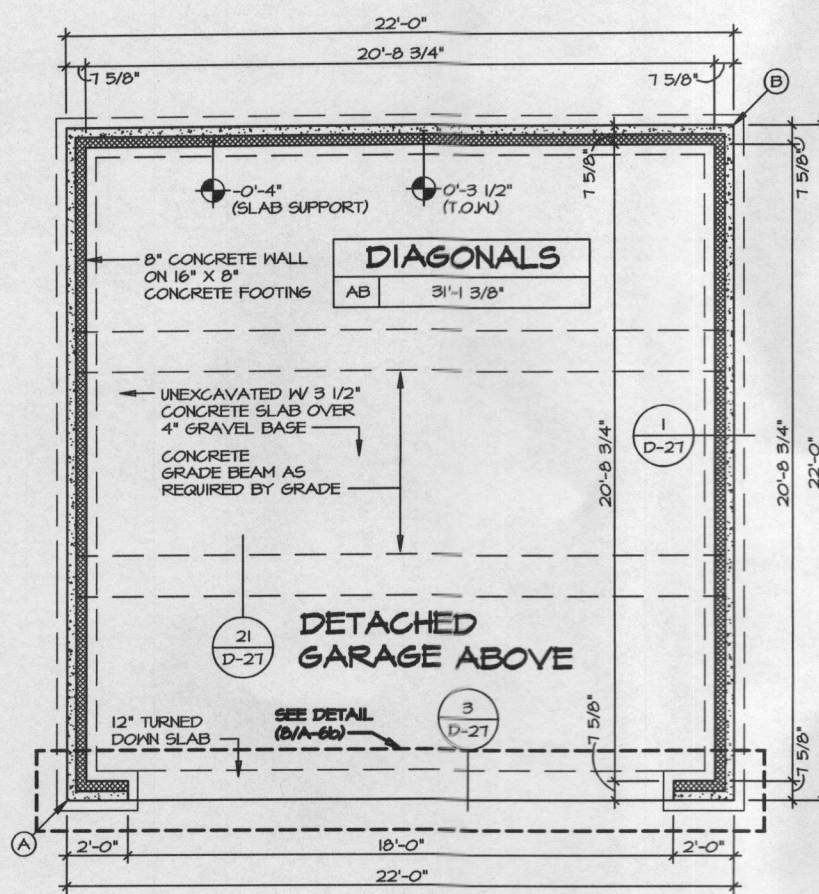 22'-0"
20'-8 3/4"
7 5/8"
7 5/8"
B
-0'-4"
(SLAB SUPPORT)
0'-3 1/2"
(T.O.W.)
7 5/8"
7 5/8"
8" CONCRETE WALL
ON 16" X 8"
CONCRETE FOOTING
DIAGONALS
AB 31'-1 3/8"
UNEXCAVATED W/ 3 1/2"
CONCRETE SLAB OVER
4" GRAVEL BASE
CONCRETE
GRADE BEAM AS
REQUIRED BY GRADE
1
D-27
20'-8 3/4"
20'-8 3/4"
22'-0"
21
D-27
DETACHED
GARAGE ABOVE
12" TURNED
DOWN SLAB
SEE DETAIL
(8/A-6b)
3
D-27
7 5/8"
7 5/8"
A
2'-0"
18'-0"
2'-0"
22'-0"